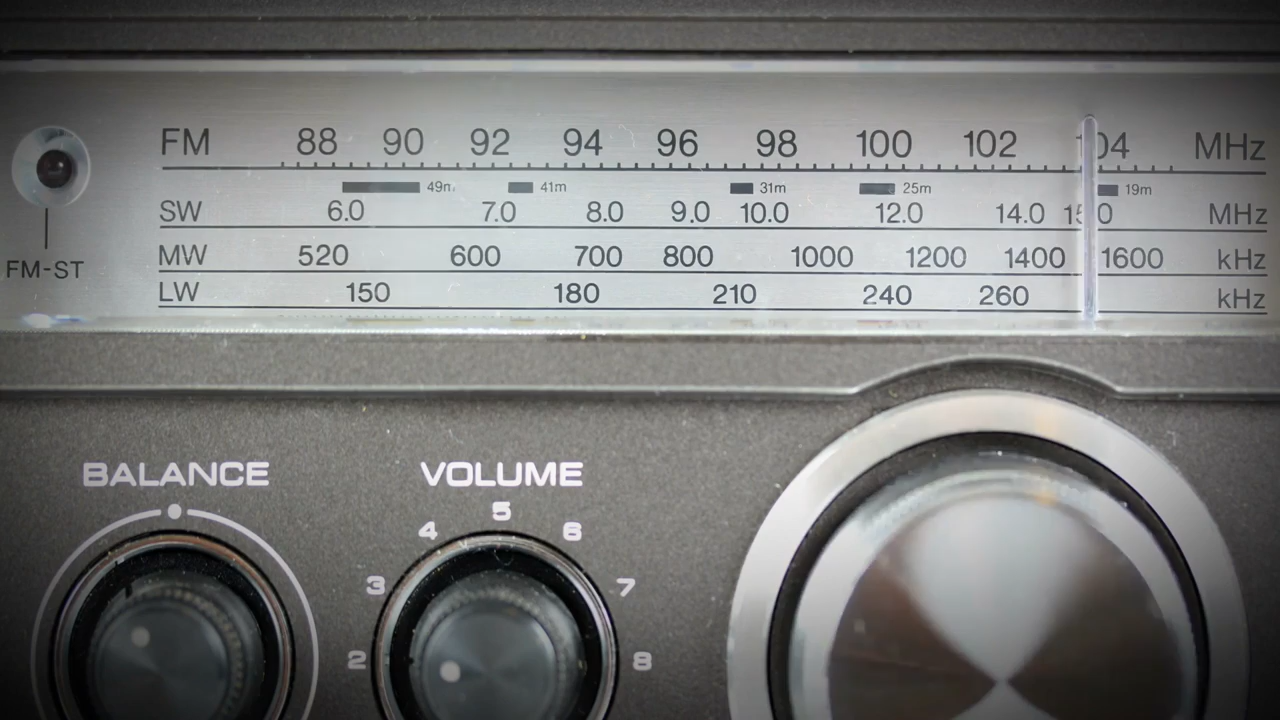 FM 88 90 92 94 96 98 100 102 104 MHz
49m 41m 31m 25m 19m
SW 6.0 7.0 8.0 9.0 10.0 12.0 14.0 15.0 MHz
MW 520 600 700 800 1000 1200 1400 1600 kHz
LW 150 180 210 240 260 kHz
FM-ST
BALANCE VOLUME
5
4 6
3 7
2 8